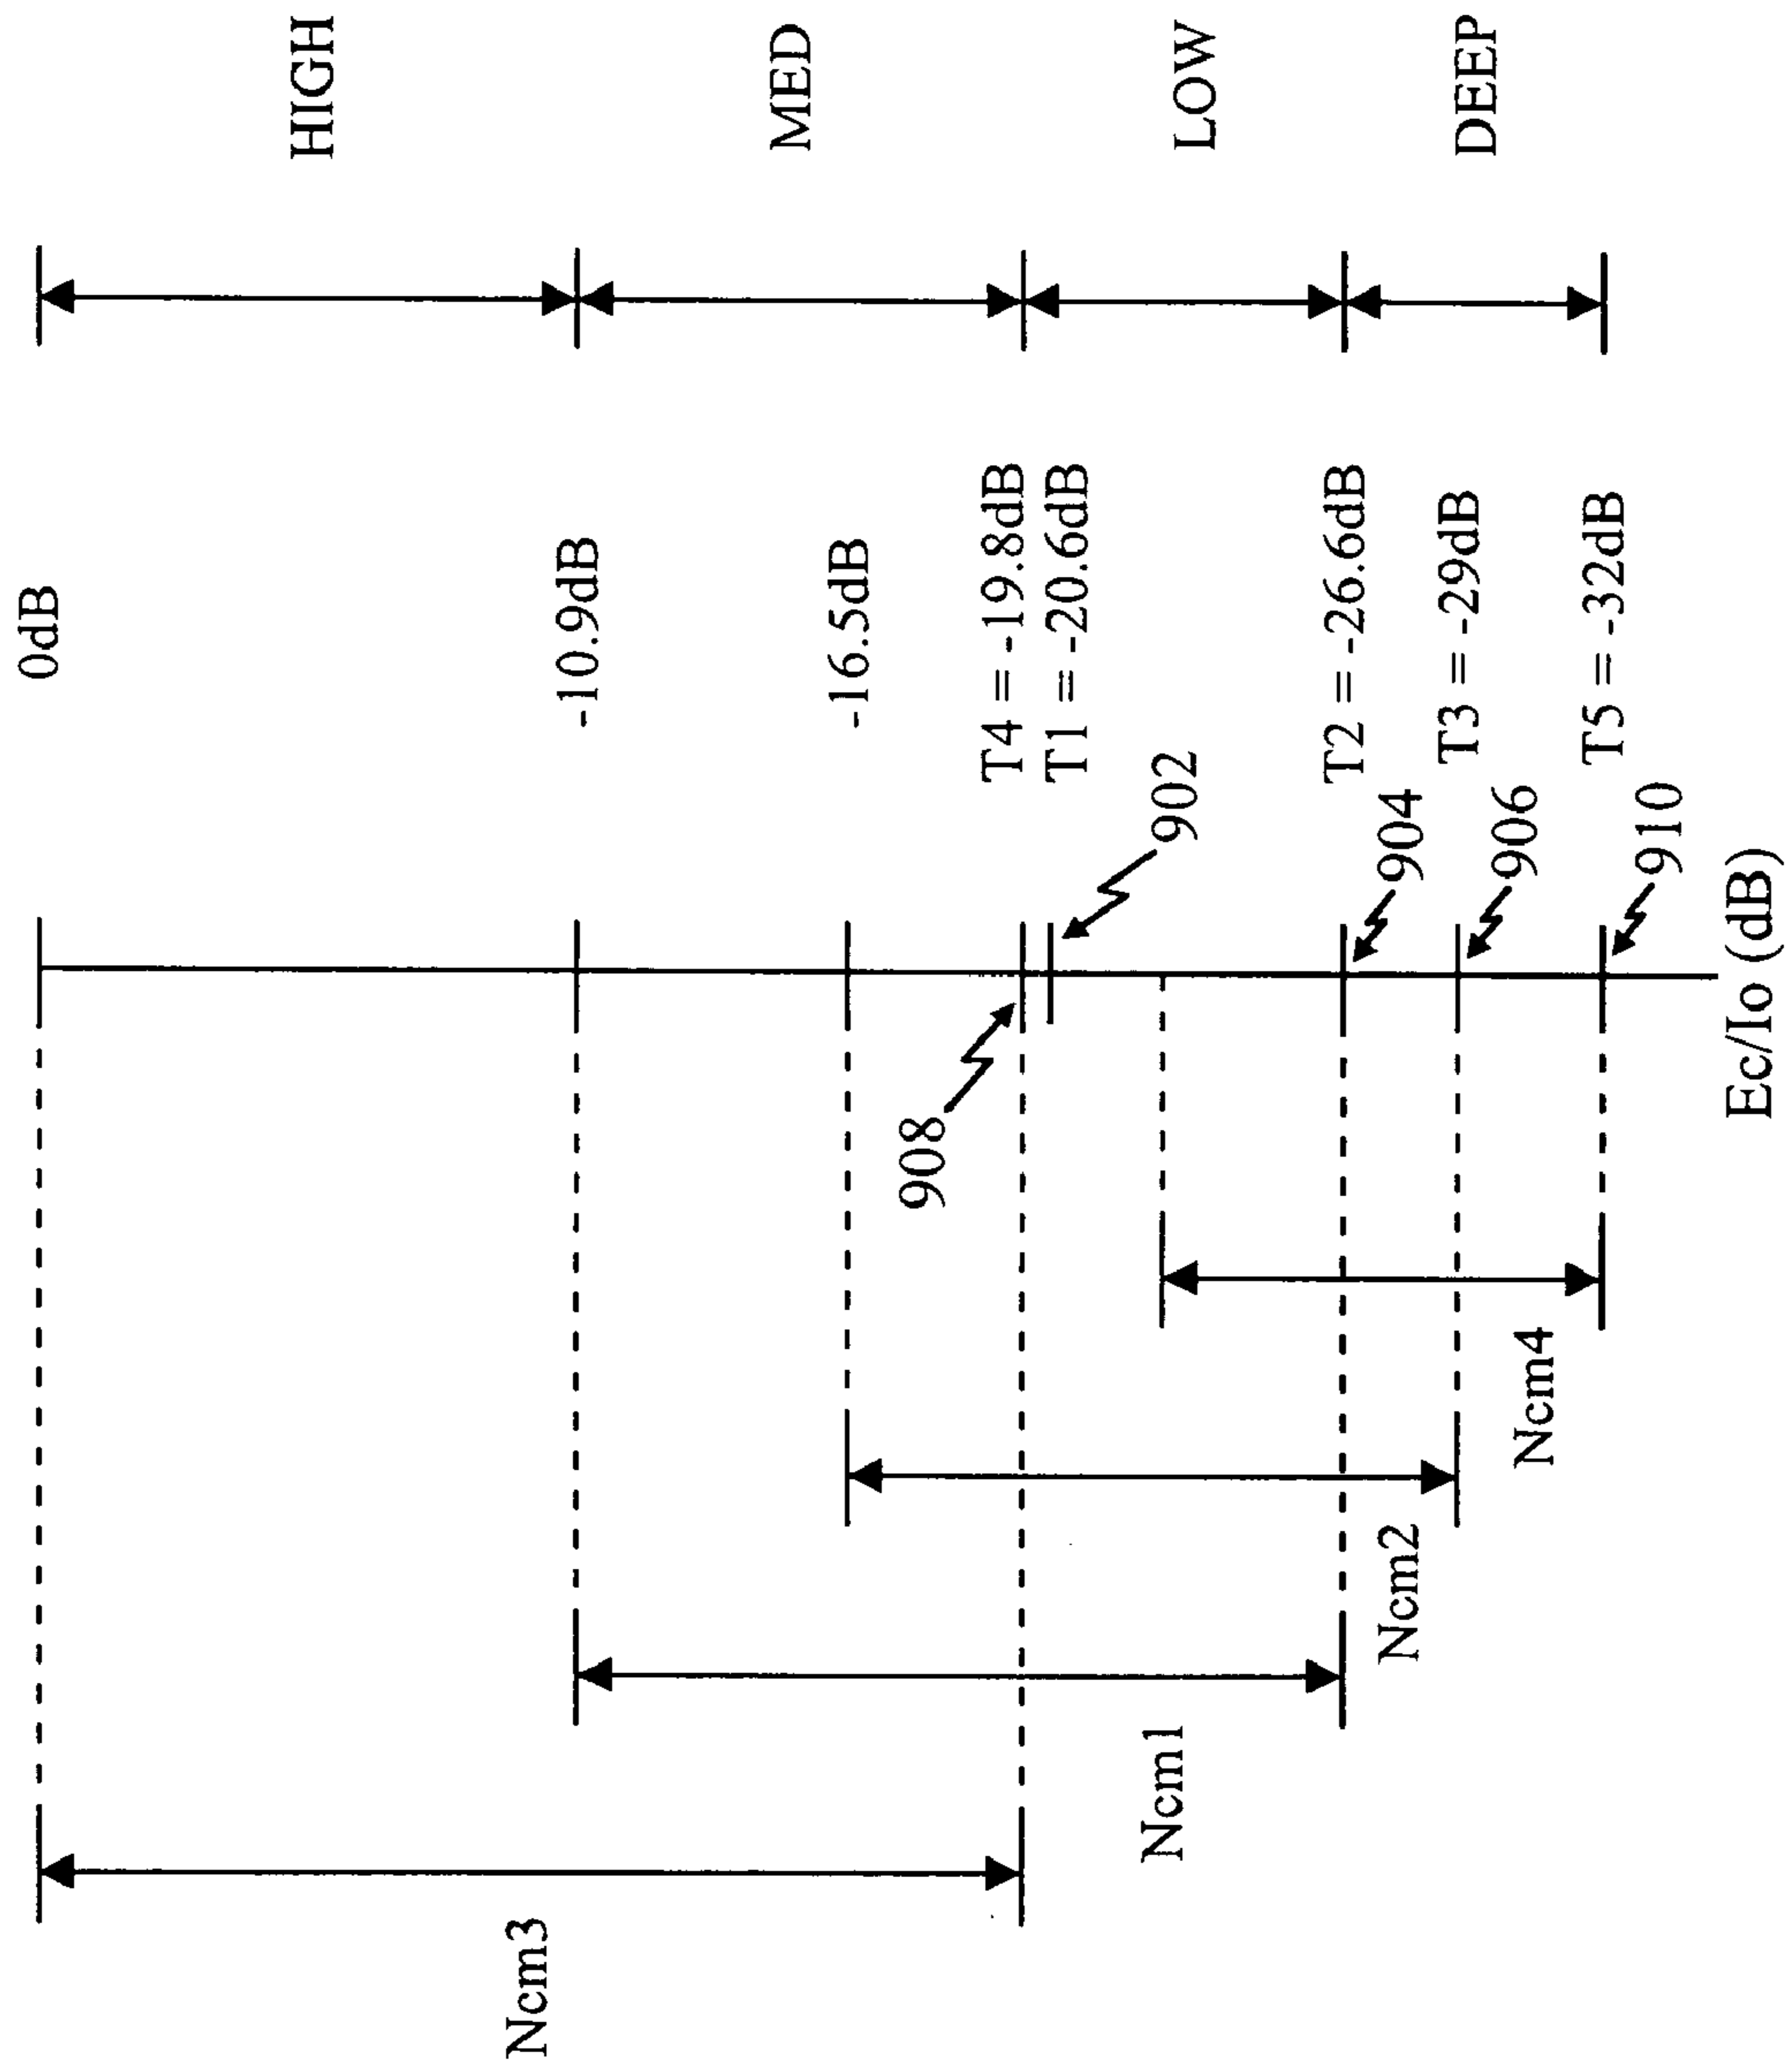 HIGH
MED
LOW
DEEP
0dB
-10.9dB
-16.5dB
T4 = -19.8dB
T1 = -20.6dB
T2 = -26.6dB
T3 = -29dB
T5 = -32dB
902
904
906
910
908
Ec/Io (dB)
Ncm4
Ncm2
Ncm1
Ncm3